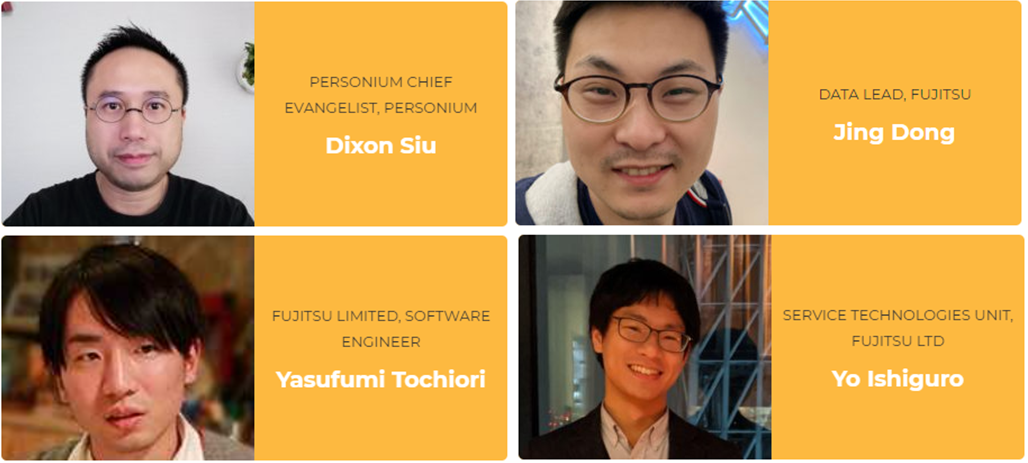 PERSONIUM CHIEF
EVANGELIST, PERSONIUM
Dixon Siu
DATA LEAD, FUJITSU
Jing Dong
FUJITSU LIMITED, SOFTWARE
ENGINEER
Yasufumi Tochiori
SERVICE TECHNOLOGIES UNIT,
FUJITSU LTD
Yo Ishiguro